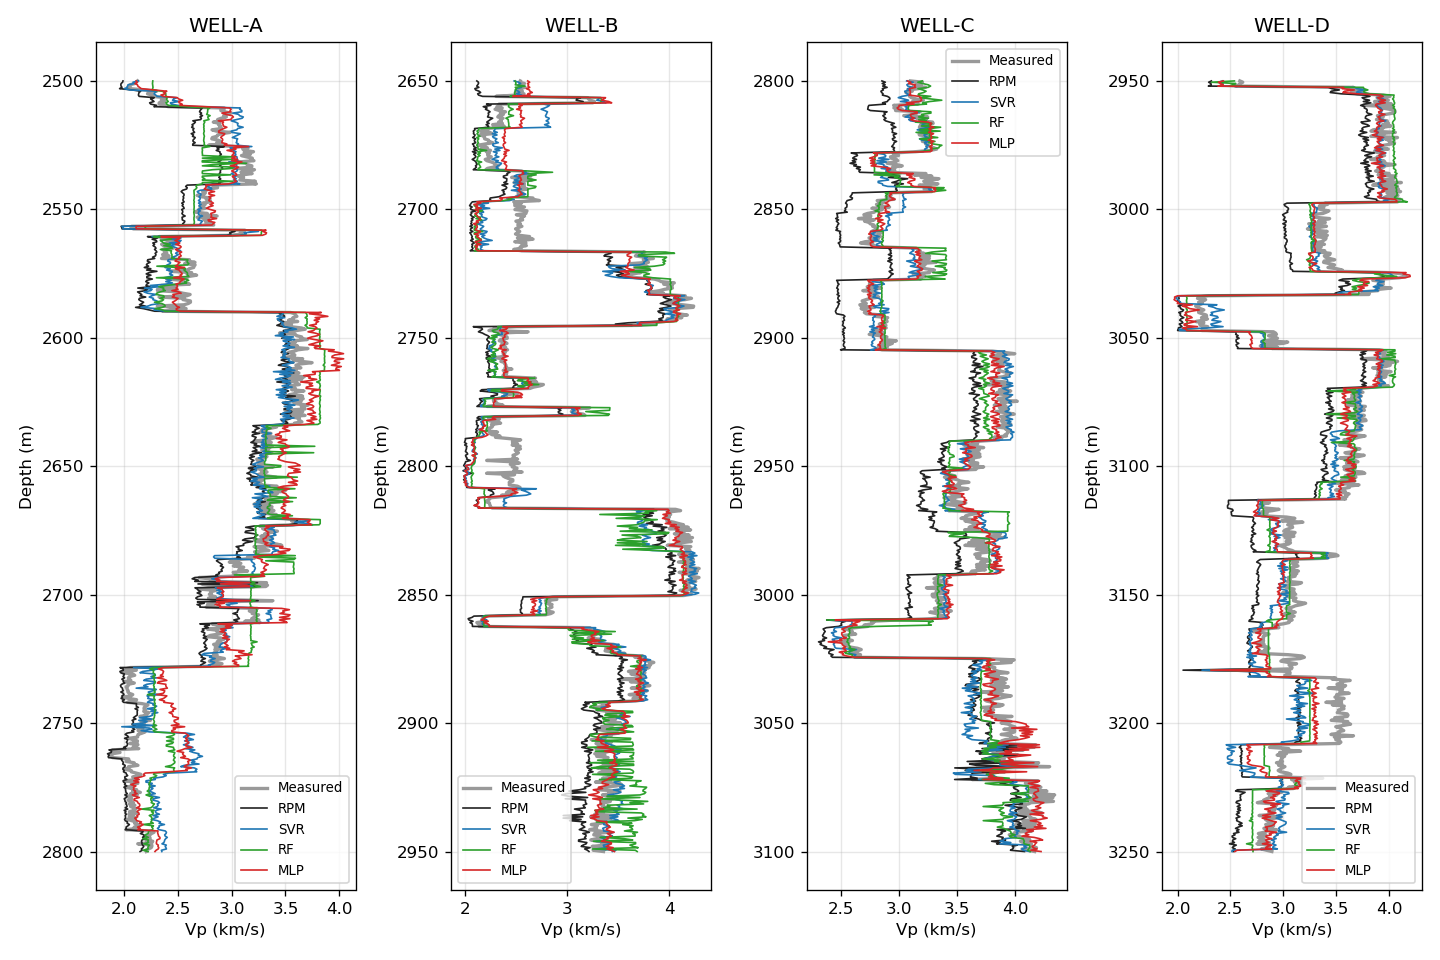 WELL-A
2500
2550
2600
2650
2700
2750
2800
Depth (m)
2.0 2.5 3.0 3.5 4.0
Vp (km/s)
Measured
RPM
SVR
RF
MLP
WELL-B
2650
2700
2750
2800
2850
2900
2950
Depth (m)
2 3 4
Vp (km/s)
Measured
RPM
SVR
RF
MLP
WELL-C
2800
2850
2900
2950
3000
3050
3100
Depth (m)
2.5 3.0 3.5 4.0
Vp (km/s)
Measured
RPM
SVR
RF
MLP
WELL-D
2950
3000
3050
3100
3150
3200
3250
Depth (m)
2.0 2.5 3.0 3.5 4.0
Vp (km/s)
Measured
RPM
SVR
RF
MLP